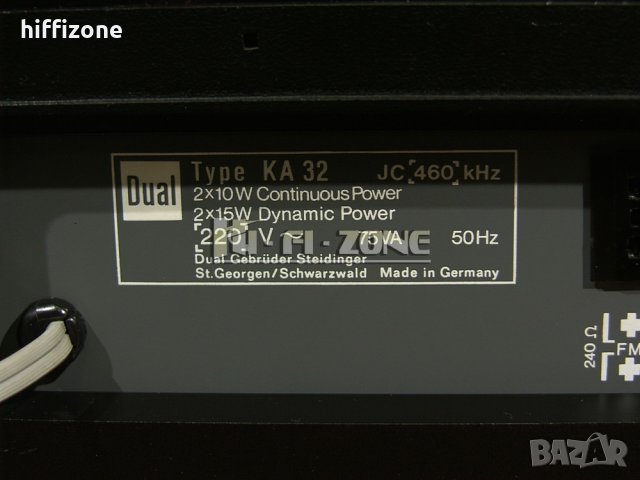 hiffizone
Dual
Type KA 32 JC [460] kHz
2×10W Continuous Power
2×15W Dynamic Power
[220] V ~ 75VA 50Hz
HI-FI-ZONE
Dual Gebrüder Steidinger
St.Georgen/Schwarzwald Made in Germany
240 Ω
FM
BAZAR